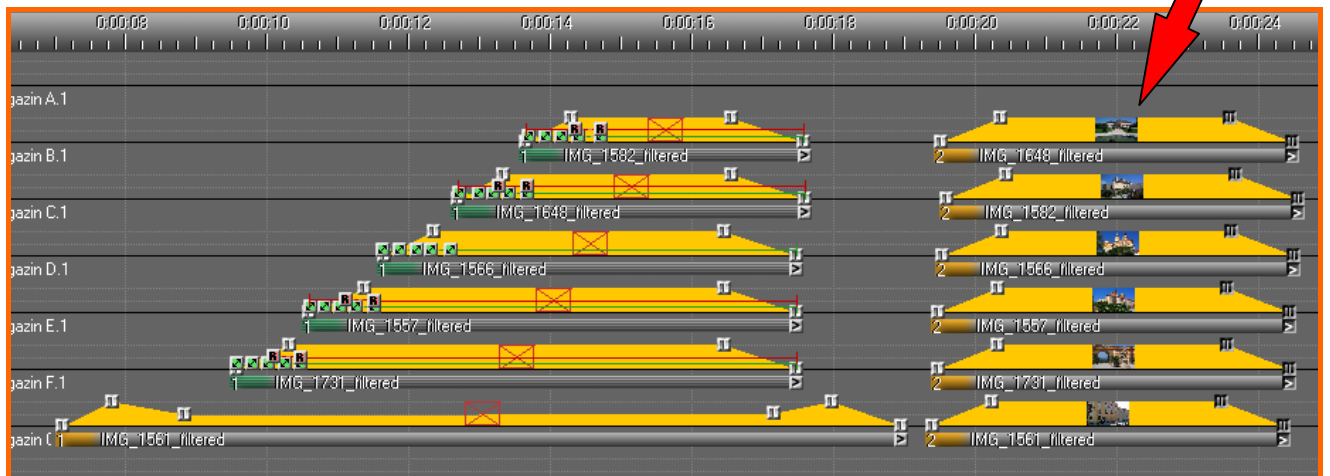 0:00:08 0:00:10 0:00:12 0:00:14 0:00:16 0:00:18 0:00:20 0:00:22 0:00:24
gazin A.1
gazin B.1 1 IMG_1582_filtered 2 IMG_1648_filtered
gazin C.1 1 IMG_1648_filtered 2 IMG_1582_filtered
gazin D.1 1 IMG_1566_filtered 2 IMG_1566_filtered
gazin E.1 1 IMG_1557_filtered 2 IMG_1557_filtered
gazin F.1 1 IMG_1731_filtered 2 IMG_1731_filtered
gazin 1 IMG_1561_filtered 2 IMG_1561_filtered